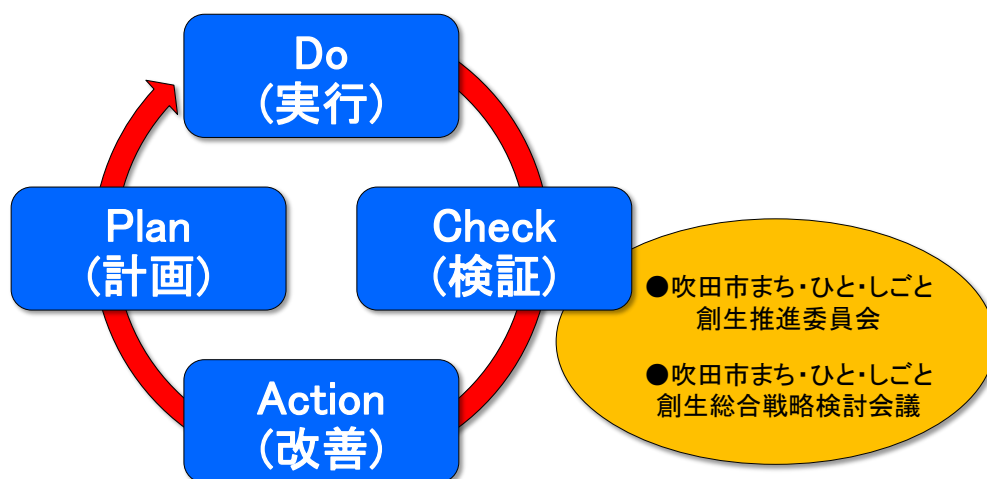 Do
(実行)
Plan
(計画)
Check
(検証)
●吹田市まち・ひと・しごと
創生推進委員会
●吹田市まち・ひと・しごと
創生総合戦略検討会議
Action
(改善)